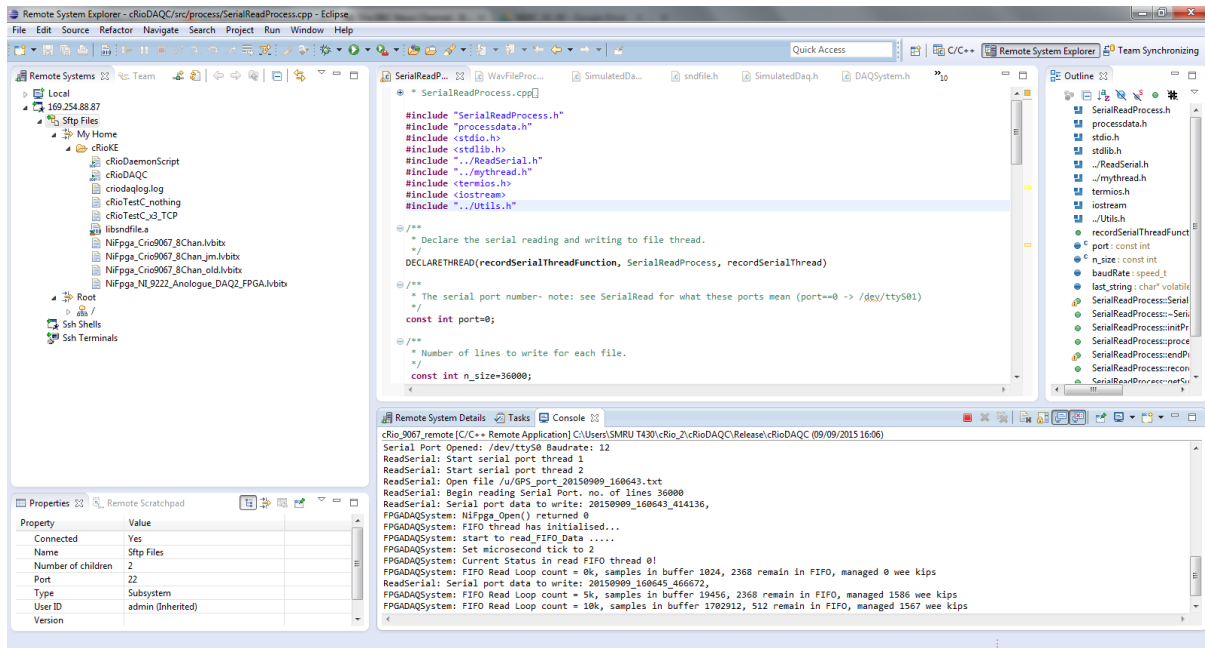 Remote System Explorer - cRioDAQC/src/process/SerialReadProcess.cpp - Eclipse
File Edit Source Refactor Navigate Search Project Run Window Help
Quick Access
C/C++
Remote System Explorer
Team Synchronizing
Remote Systems
Team
Local
169.254.88.87
Sftp Files
My Home
cRioKE
cRioDaemonScript
cRioDAQC
criodaqlog.log
cRioTestC_nothing
cRioTestC_x3_TCP
libsndfile.a
NiFpga_Crio9067_8Chan.lvbitx
NiFpga_Crio9067_8Chan_jm.lvbitx
NiFpga_Crio9067_8Chan_old.lvbitx
NiFpga_NI_9222_Anologue_DAQ2_FPGA.lvbitx
Root
/
Ssh Shells
Ssh Terminals
Properties
Remote Scratchpad
Property Value
Connected Yes
Name Sftp Files
Number of children 2
Port 22
Type Subsystem
User ID admin (Inherited)
Version
SerialReadP... WavFileProc... SimulatedDa... sndfile.h SimulatedDaq.h DAQSystem.h »10
* SerialReadProcess.cpp
#include "SerialReadProcess.h"
#include "processdata.h"
#include <stdio.h>
#include <stdlib.h>
#include "../ReadSerial.h"
#include "../mythread.h"
#include <termios.h>
#include <iostream>
#include "../Utils.h"
/**
* Declare the serial reading and writing to file thread.
*/
DECLARETHREAD(recordSerialThreadFunction, SerialReadProcess, recordSerialThread)
/**
* The serial port number- note: see SerialRead for what these ports mean (port==0 -> /dev/ttyS01)
*/
const int port=0;
/**
* Number of lines to write for each file.
*/
const int n_size=36000;
Outline
SerialReadProcess.h
processdata.h
stdio.h
stdlib.h
../ReadSerial.h
../mythread.h
termios.h
iostream
../Utils.h
recordSerialThreadFunct
port : const int
n_size : const int
baudRate : speed_t
last_string : char* volatile
SerialReadProcess::Serial
SerialReadProcess::~Seria
SerialReadProcess::initPr
SerialReadProcess::proce
SerialReadProcess::endPr
SerialReadProcess::recor
SerialReadProcess::getSu
Remote System Details Tasks Console
cRio_9067_remote [C/C++ Remote Application] C:\Users\SMRU T430\cRio_2\cRioDAQC\Release\cRioDAQC (09/09/2015 16:06)
Serial Port Opened: /dev/ttyS0 Baudrate: 12
ReadSerial: Start serial port thread 1
ReadSerial: Start serial port thread 2
ReadSerial: Open file /u/GPS_port_20150909_160643.txt
ReadSerial: Begin reading Serial Port. no. of lines 36000
ReadSerial: Serial port data to write: 20150909_160643_414136,
FPGADAQSystem: NiFpga_Open() returned 0
FPGADAQSystem: FIFO thread has initialised...
FPGADAQSystem: start to read_FIFO_Data .....
FPGADAQSystem: Set microsecond tick to 2
FPGADAQSystem: Current Status in read FIFO thread 0!
FPGADAQSystem: FIFO Read Loop count = 0k, samples in buffer 1024, 2368 remain in FIFO, managed 0 wee kips
ReadSerial: Serial port data to write: 20150909_160645_466672,
FPGADAQSystem: FIFO Read Loop count = 5k, samples in buffer 19456, 2368 remain in FIFO, managed 1586 wee kips
FPGADAQSystem: FIFO Read Loop count = 10k, samples in buffer 1702912, 512 remain in FIFO, managed 1567 wee kips